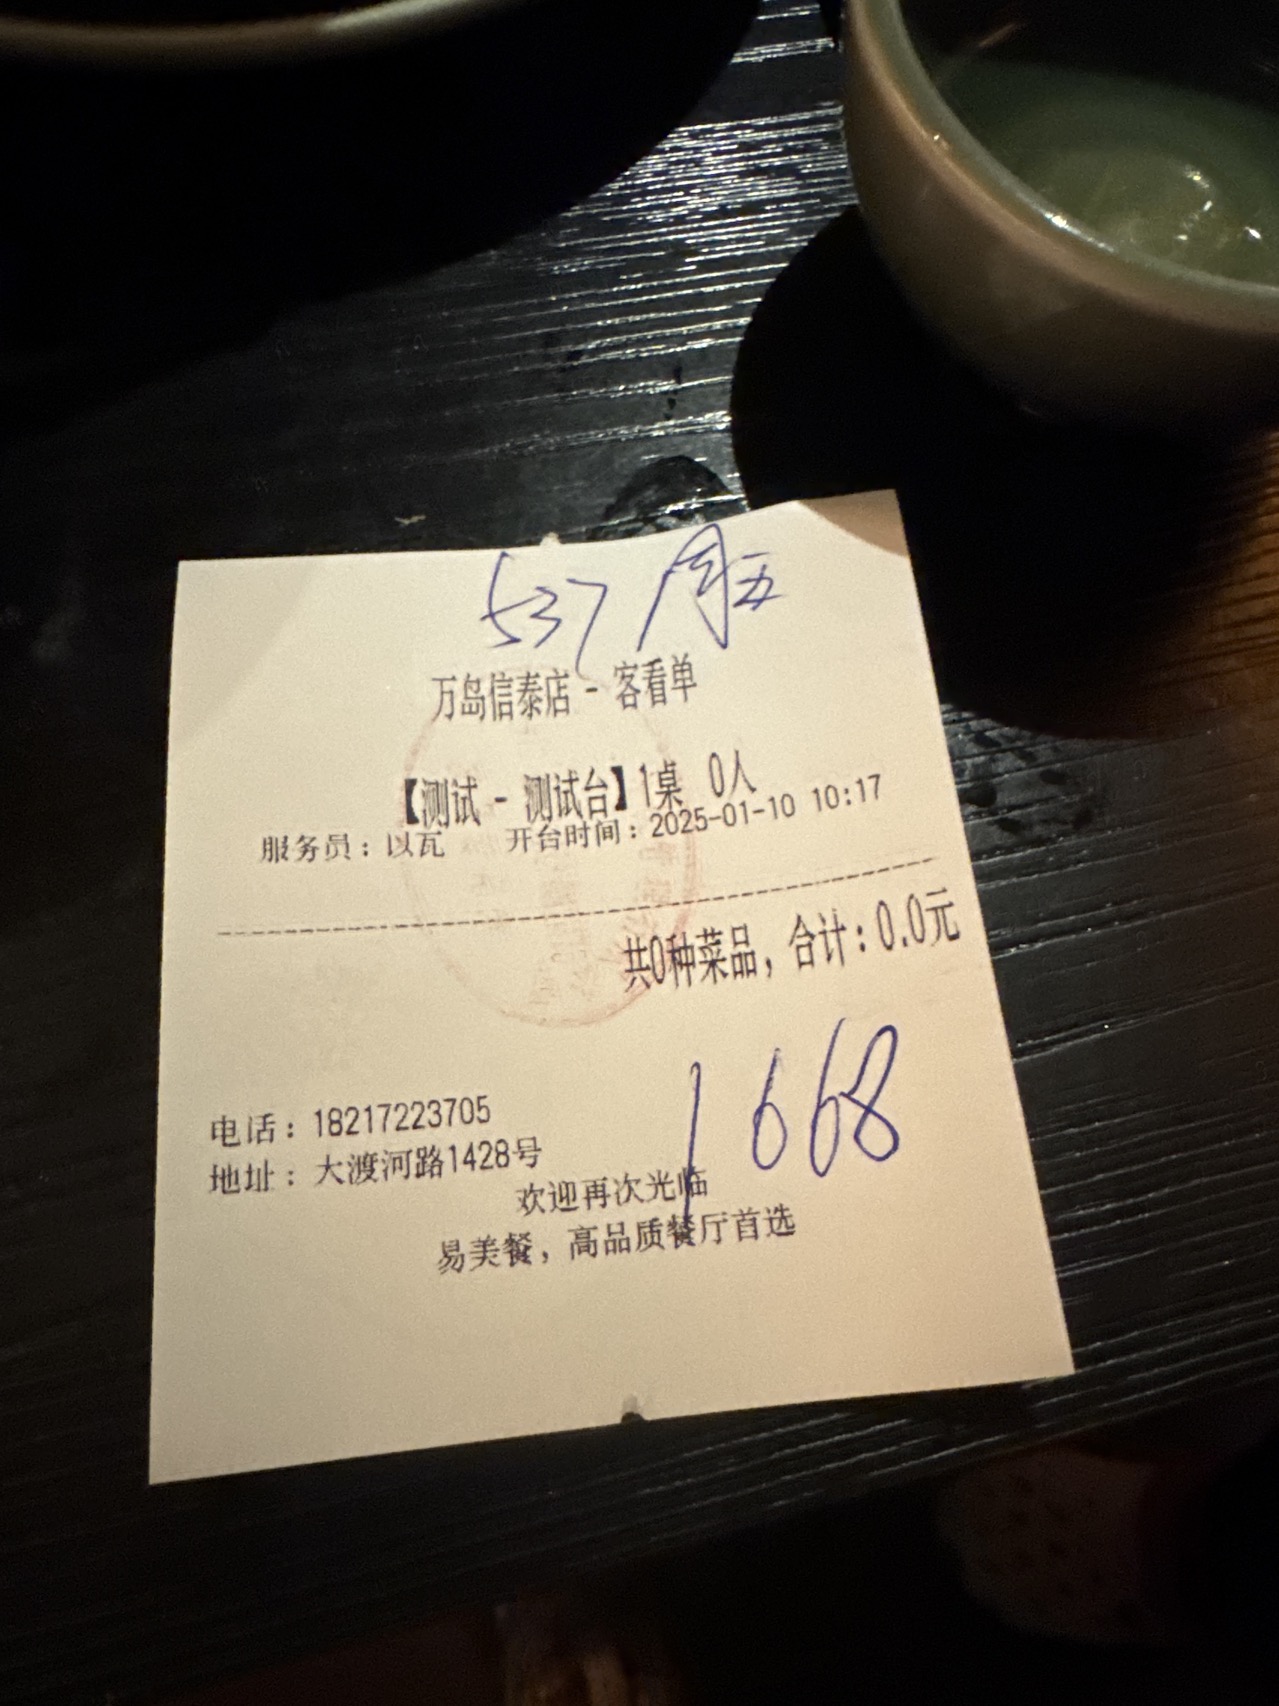 537 周五
万岛信泰店 - 客看单
【测试 - 测试台】1桌 0人
服务员：以瓦 开台时间：2025-01-10 10:17
共0种菜品，合计：0.0元
1668
电话：18217223705
地址：大渡河路1428号
欢迎再次光临
易美餐，高品质餐厅首选